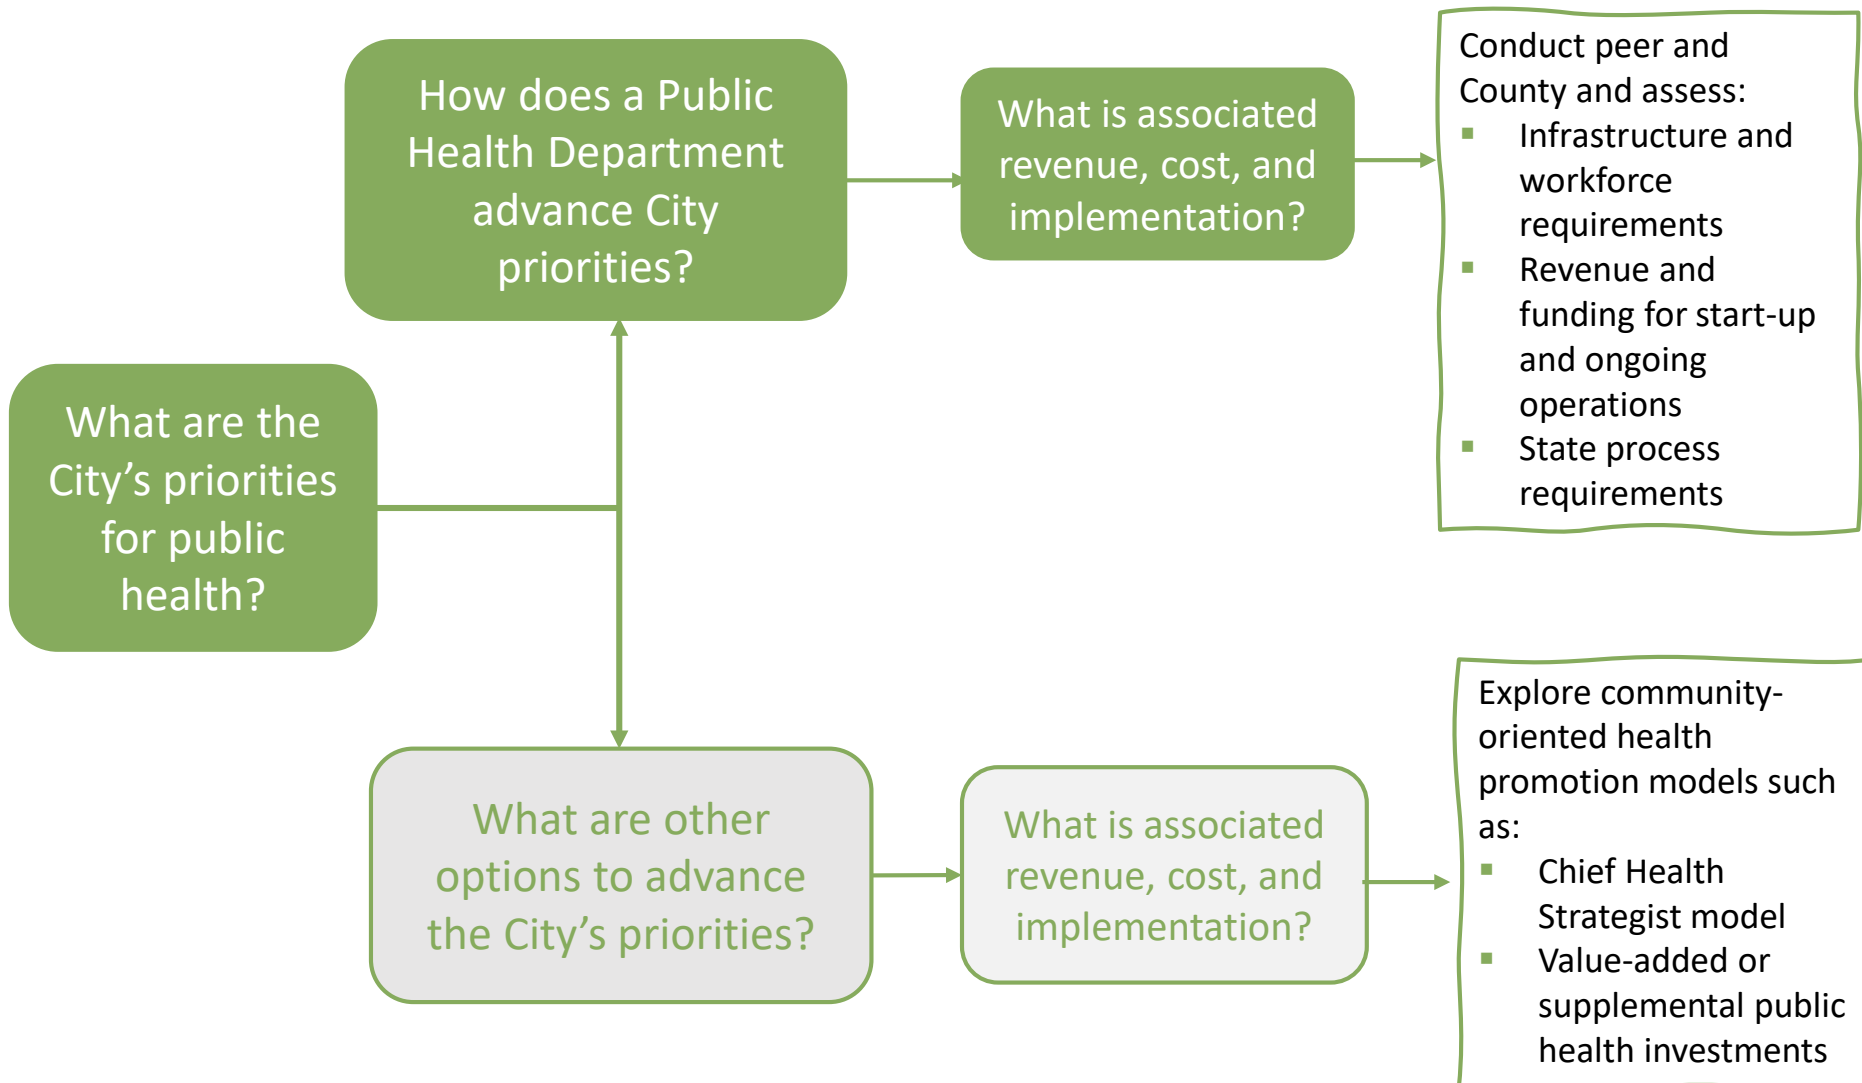 How does a Public
Health Department
advance City
priorities?
What is associated
revenue, cost, and
implementation?
Conduct peer and
County and assess:
▪ Infrastructure and
workforce
requirements
▪ Revenue and
funding for start-up
and ongoing
operations
▪ State process
requirements
What are the
City’s priorities
for public
health?
What are other
options to advance
the City’s priorities?
What is associated
revenue, cost, and
implementation?
Explore community-
oriented health
promotion models such
as:
▪ Chief Health
Strategist model
▪ Value-added or
supplemental public
health investments